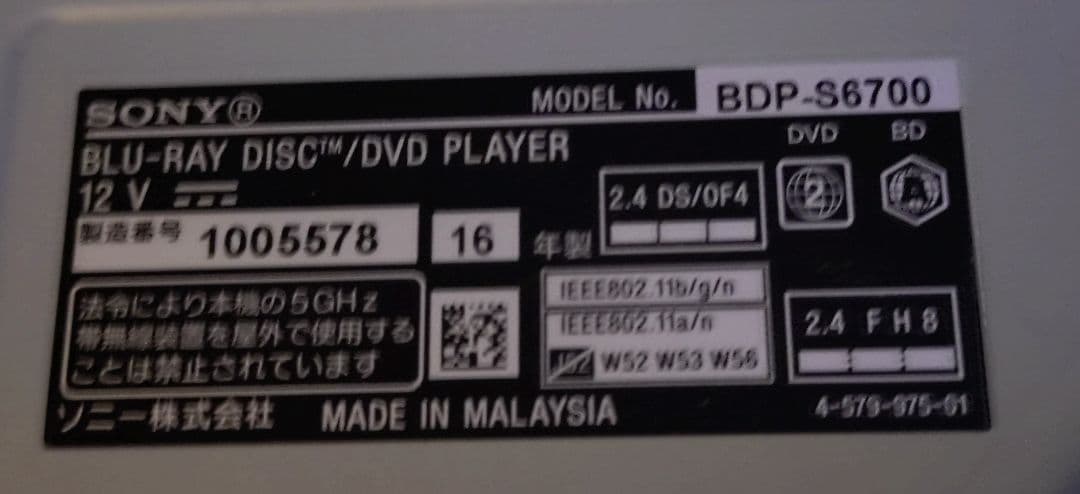 SONY®
MODEL No. BDP-S6700
BLU-RAY DISC™/DVD PLAYER
DVD
BD
12 V
2.4 DS/OF4
2
A
製造番号 1005578
16 年製
IEEE802.11b/g/n
IEEE802.11a/n
W52 W53 W56
2.4 FH8
法令により本機の5GHz
帯無線装置を屋外で使用する
ことは禁止されています
ソニー株式会社
MADE IN MALAYSIA
4-579-975-01